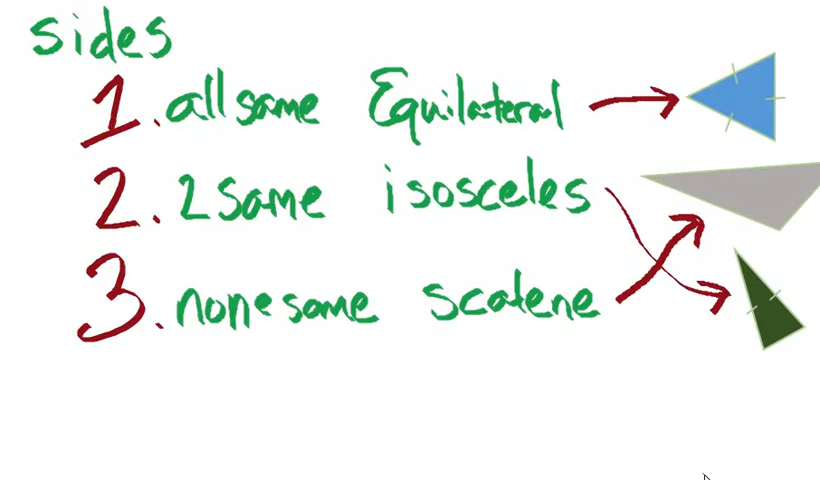 sides
1. all same Equilateral
2. 2 same isosceles
3. none same scalene